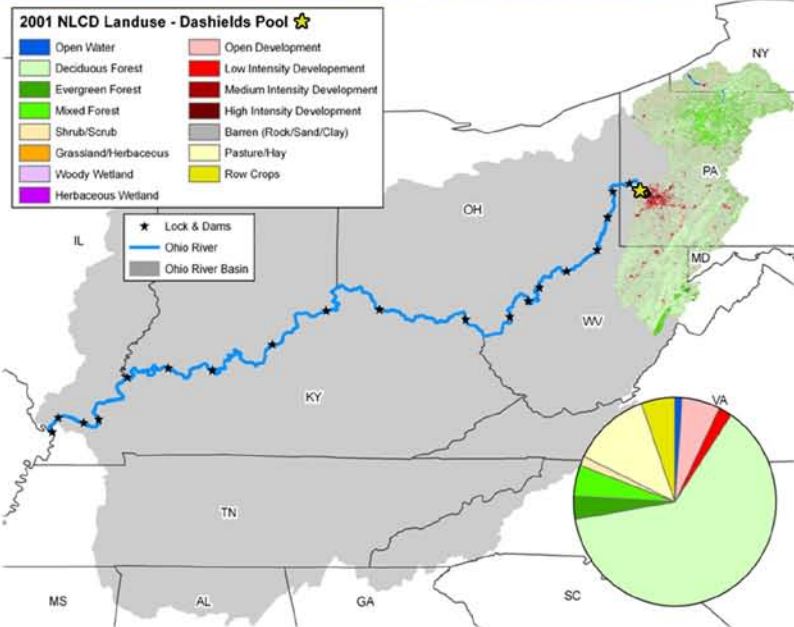 2001 NLCD Landuse - Dashields Pool
Open Water
Deciduous Forest
Evergreen Forest
Mixed Forest
Shrub/Scrub
Grassland/Herbaceous
Woody Wetland
Herbaceous Wetland
Open Development
Low Intensity Developement
Medium Intensity Development
High Intensity Development
Barren (Rock/Sand/Clay)
Pasture/Hay
Row Crops
Lock & Dams
Ohio River
Ohio River Basin
NY
PA
OH
IL
MD
WV
KY
VA
TN
MS
AL
GA
SC